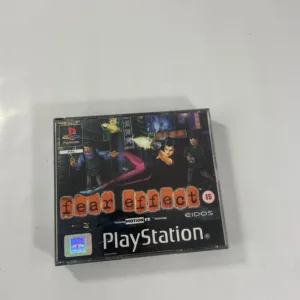 fear effect
MOTION FX
15
EIDOS
PlayStation